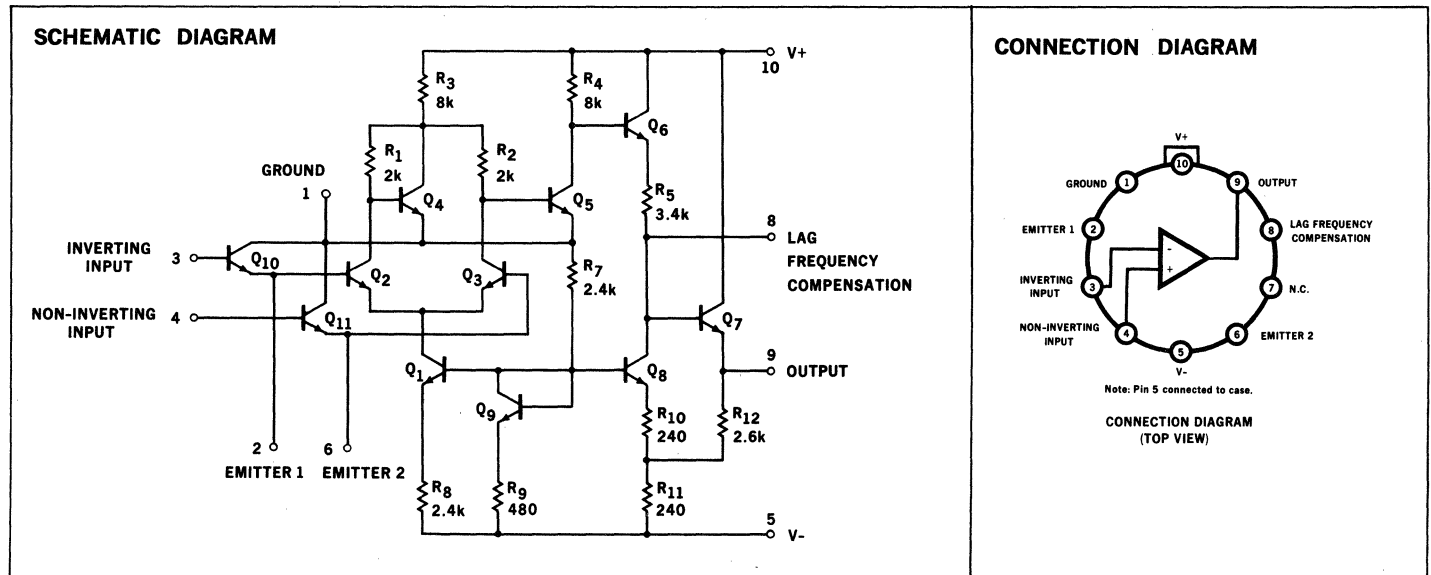 SCHEMATIC DIAGRAM
V+
10
R3
8k
R4
8k
Q6
R1
2k
R2
2k
GROUND
1
Q4
Q5
R5
3.4k
8
LAG
FREQUENCY
COMPENSATION
INVERTING
INPUT
3
Q10
Q2
Q3
R7
2.4k
NON-INVERTING
INPUT
4
Q11
Q7
Q1
Q8
9
OUTPUT
Q9
R10
240
R12
2.6k
2
EMITTER 1
6
EMITTER 2
R8
2.4k
R9
480
R11
240
5
V-
CONNECTION DIAGRAM
V+
10
GROUND
1
9
OUTPUT
EMITTER 1
2
8
LAG FREQUENCY
COMPENSATION
-
+
INVERTING
INPUT
3
7
N.C.
NON-INVERTING
INPUT
4
6
EMITTER 2
5
V-
Note: Pin 5 connected to case.
CONNECTION DIAGRAM
(TOP VIEW)